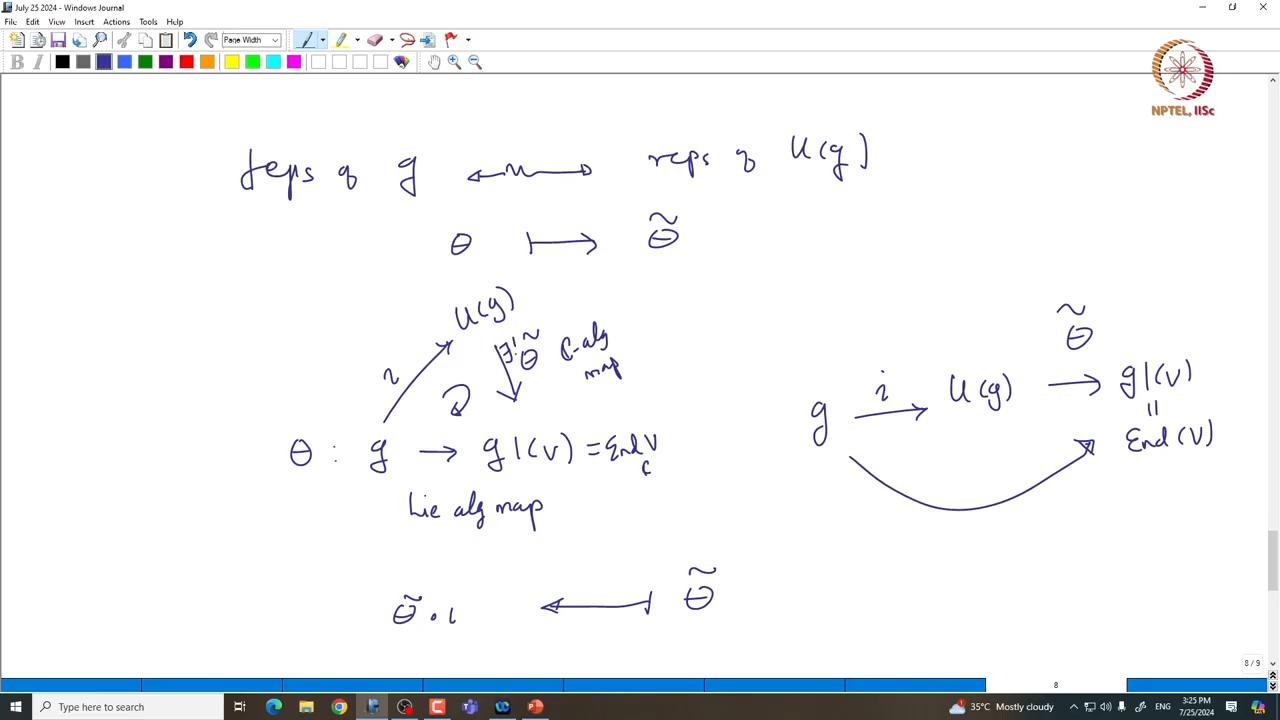 July 25 2024 - Windows Journal
File Edit View Insert Actions Tools Help
Page Width
NPTEL, IISc
reps of g ⟷ reps of U(g)
θ ↦ θ̃
U(g)
i ∃! θ̃ ℂ-alg map
θ : g → gl(V) = End_ℂ V
Lie alg map
θ̃
g i→ U(g) → gl(V)
॥
End(V)
θ̃ ∘ i ↤ θ̃
8 / 9
8
Type here to search
35°C Mostly cloudy
ENG
3:25 PM
7/25/2024